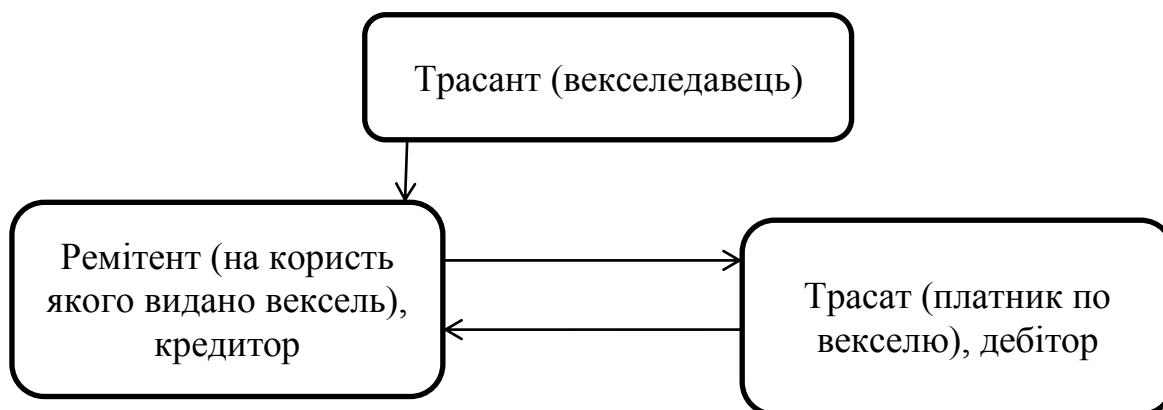 Трасант (векселедавець)
Ремітент (на користь
якого видано вексель),
кредитор
Трасат (платник по
векселю), дебітор